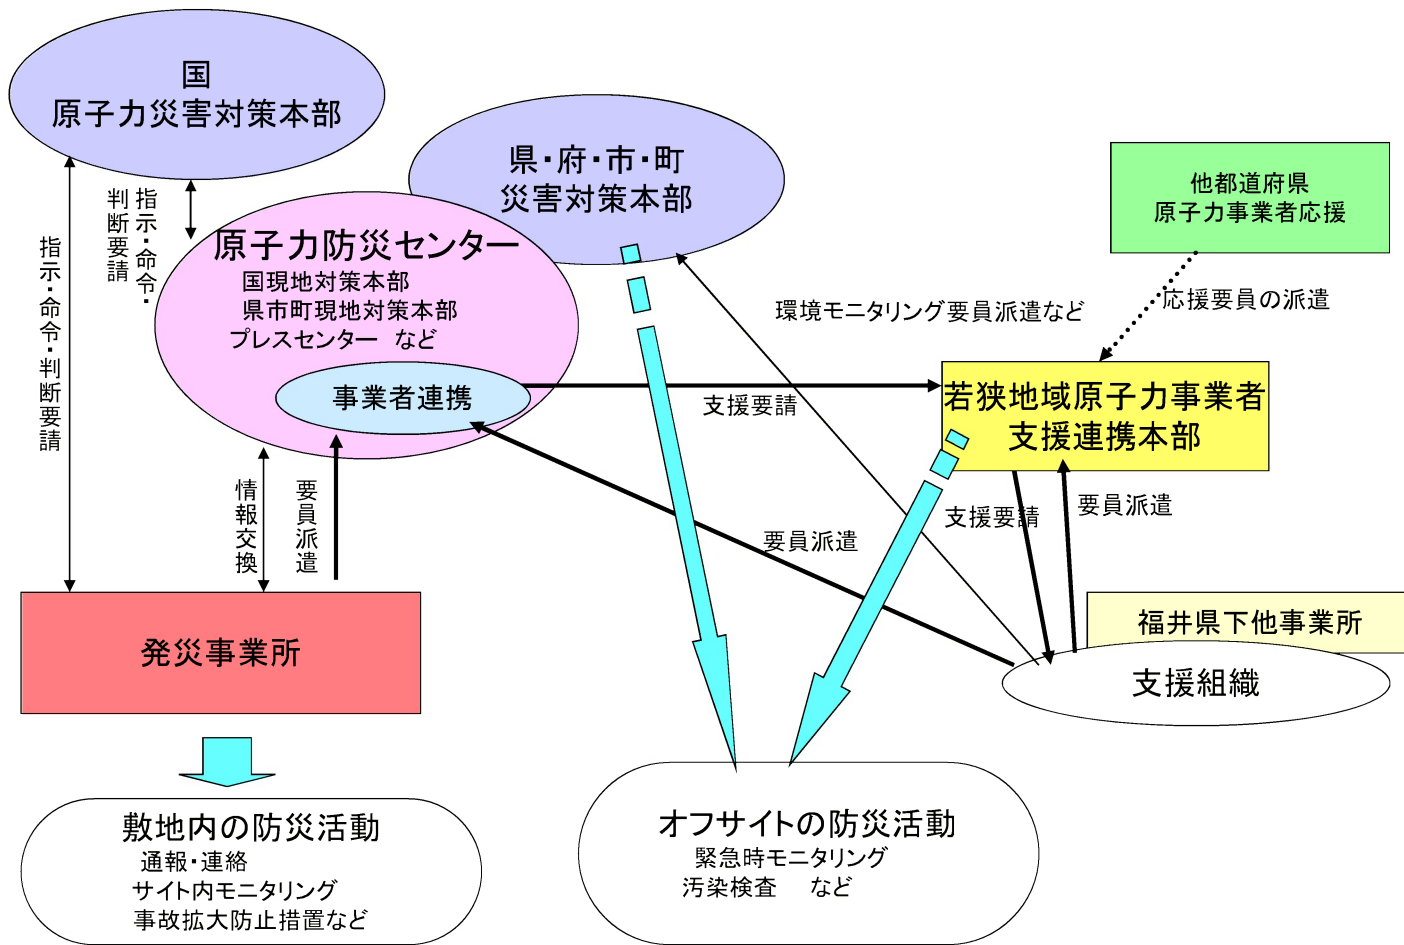 国
原子力災害対策本部
県・府・市・町
災害対策本部
他都道府県
原子力事業者応援
指示・命令・
判断要請
指示・命令・判断要請
原子力防災センター
国現地対策本部
県市町現地対策本部
プレスセンター など
事業者連携
環境モニタリング要員派遣など
応援要員の派遣
支援要請
若狭地域原子力事業者
支援連携本部
情報交換
要員派遣
要員派遣
支援要請
要員派遣
発災事業所
福井県下他事業所
支援組織
敷地内の防災活動
通報・連絡
サイト内モニタリング
事故拡大防止措置など
オフサイトの防災活動
緊急時モニタリング
汚染検査 など